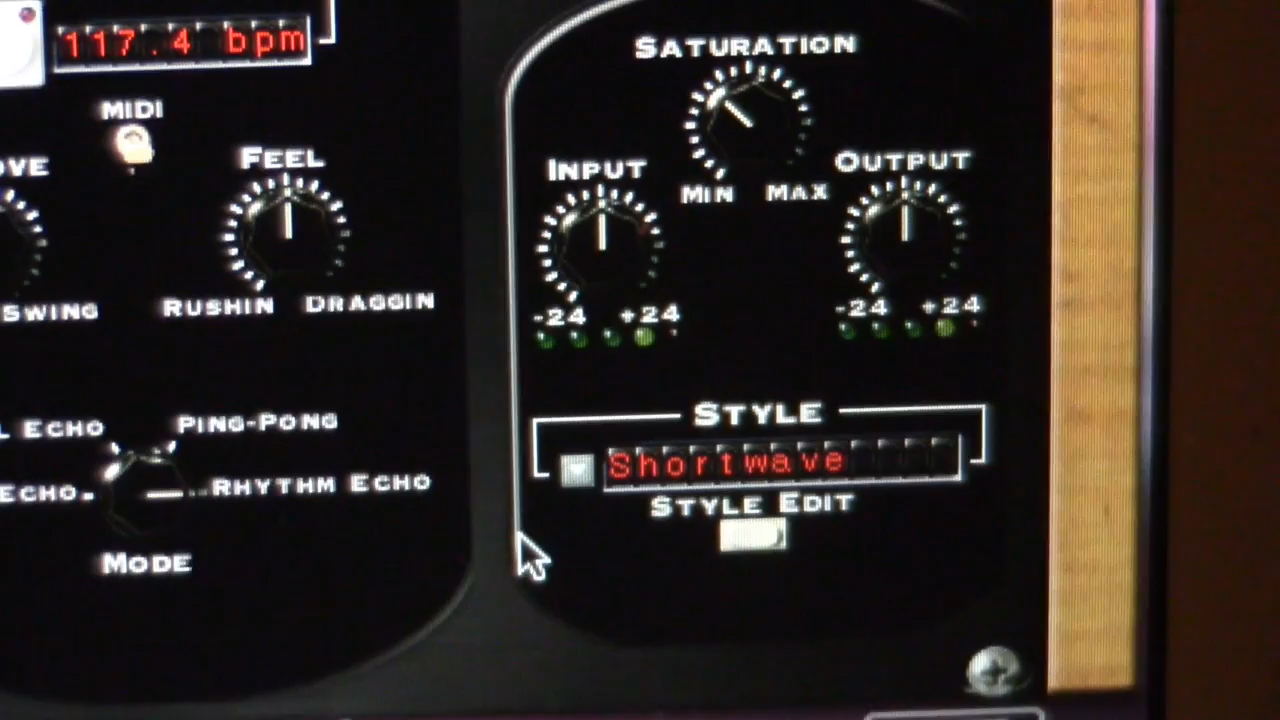 117.4 bpm
MIDI
OVE
FEEL
SWING
RUSHIN DRAGGIN
L ECHO
PING-PONG
ECHO
RHYTHM ECHO
MODE
SATURATION
MIN MAX
INPUT
-24 +24
OUTPUT
-24 +24
STYLE
Shortwave
STYLE EDIT